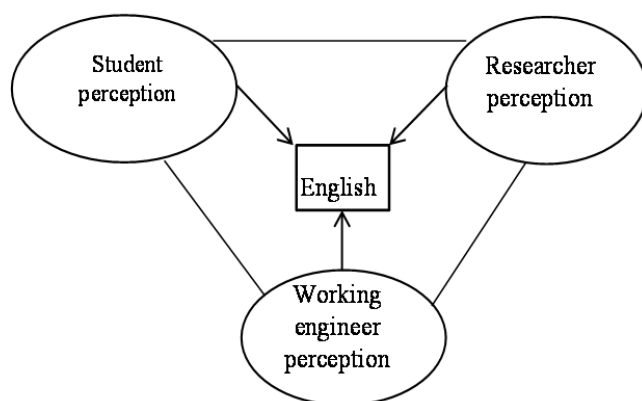 Student
perception
Researcher
perception
English
Working
engineer
perception